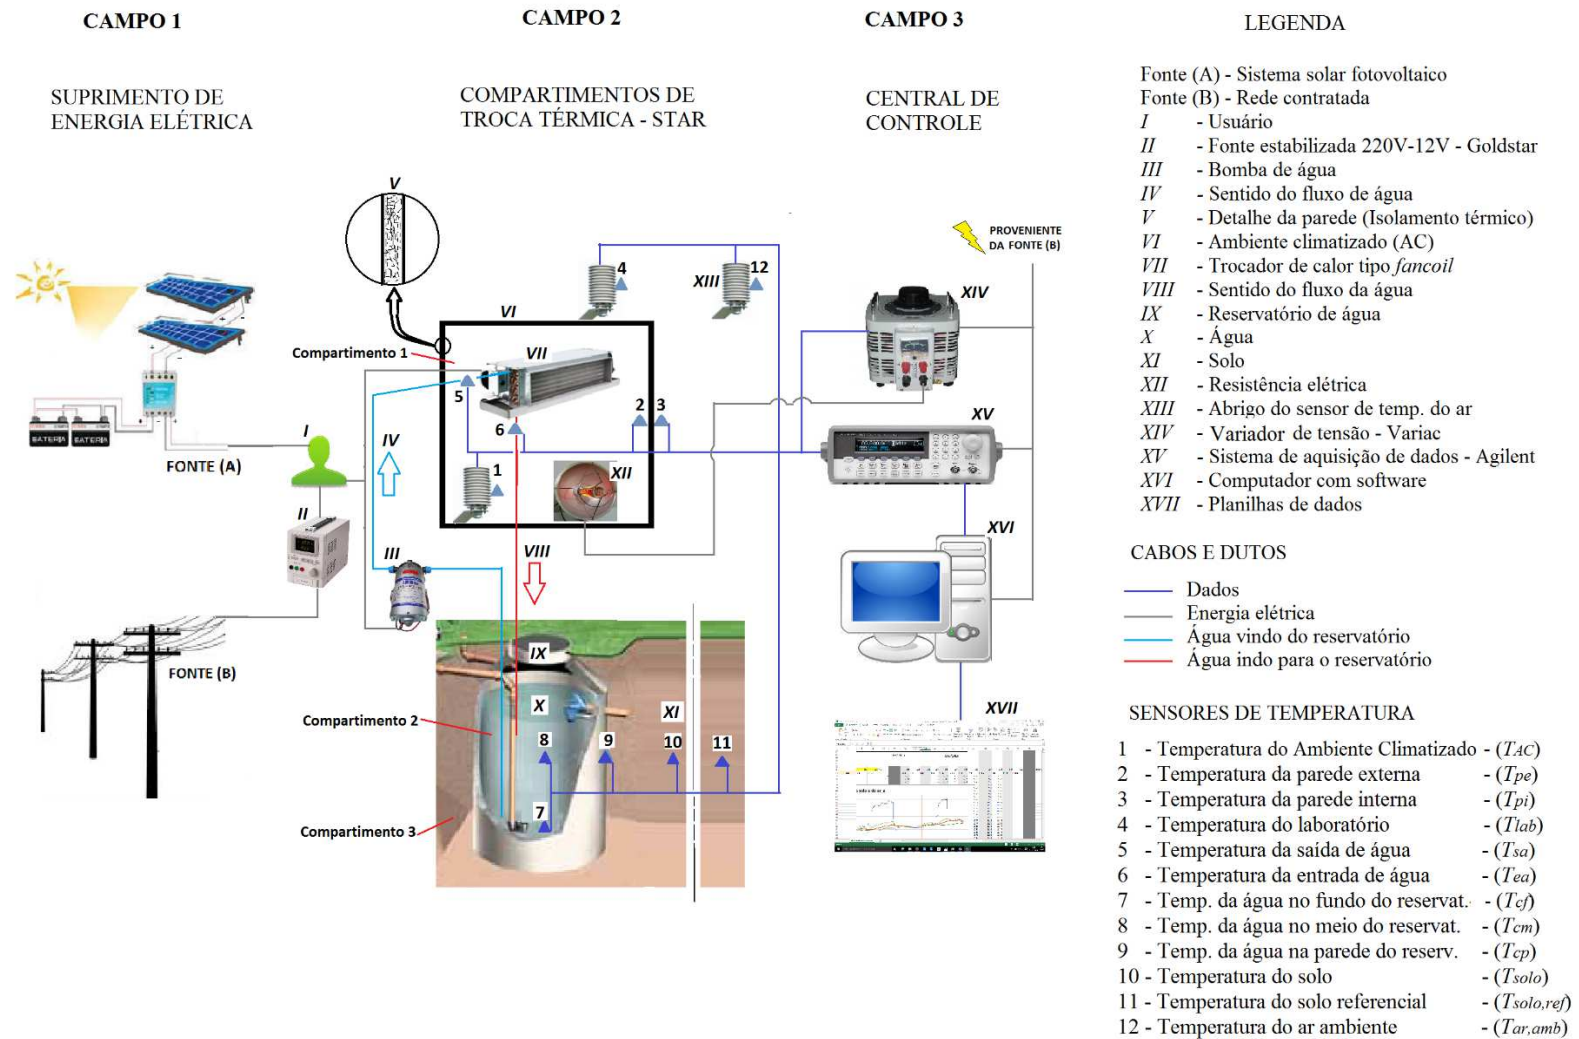 CAMPO 1
CAMPO 2
CAMPO 3
SUPRIMENTO DE
ENERGIA ELÉTRICA
COMPARTIMENTOS DE
TROCA TÉRMICA - STAR
CENTRAL DE
CONTROLE
V
4
XIII
12
PROVENIENTE
DA FONTE (B)
XIV
VI
Compartimento 1
VII
5
2
3
6
XV
BATERIA
BATERIA
I
FONTE (A)
IV
1
XII
II
III
VIII
XVI
FONTE (B)
IX
X
XI
XVII
Compartimento 2
8
9
10
11
7
Compartimento 3
LEGENDA
Fonte (A) - Sistema solar fotovoltaico
Fonte (B) - Rede contratada
I - Usuário
II - Fonte estabilizada 220V-12V - Goldstar
III - Bomba de água
IV - Sentido do fluxo de água
V - Detalhe da parede (Isolamento térmico)
VI - Ambiente climatizado (AC)
VII - Trocador de calor tipo fancoil
VIII - Sentido do fluxo da água
IX - Reservatório de água
X - Água
XI - Solo
XII - Resistência elétrica
XIII - Abrigo do sensor de temp. do ar
XIV - Variador de tensão - Variac
XV - Sistema de aquisição de dados - Agilent
XVI - Computador com software
XVII - Planilhas de dados
CABOS E DUTOS
Dados
Energia elétrica
Água vindo do reservatório
Água indo para o reservatório
SENSORES DE TEMPERATURA
1 - Temperatura do Ambiente Climatizado - (TAC)
2 - Temperatura da parede externa - (Tpe)
3 - Temperatura da parede interna - (Tpi)
4 - Temperatura do laboratório - (Tlab)
5 - Temperatura da saída de água - (Tsa)
6 - Temperatura da entrada de água - (Tea)
7 - Temp. da água no fundo do reservat. - (Tcf)
8 - Temp. da água no meio do reservat. - (Tcm)
9 - Temp. da água na parede do reserv. - (Tcp)
10 - Temperatura do solo - (Tsolo)
11 - Temperatura do solo referencial - (Tsolo,ref)
12 - Temperatura do ar ambiente - (Tar,amb)